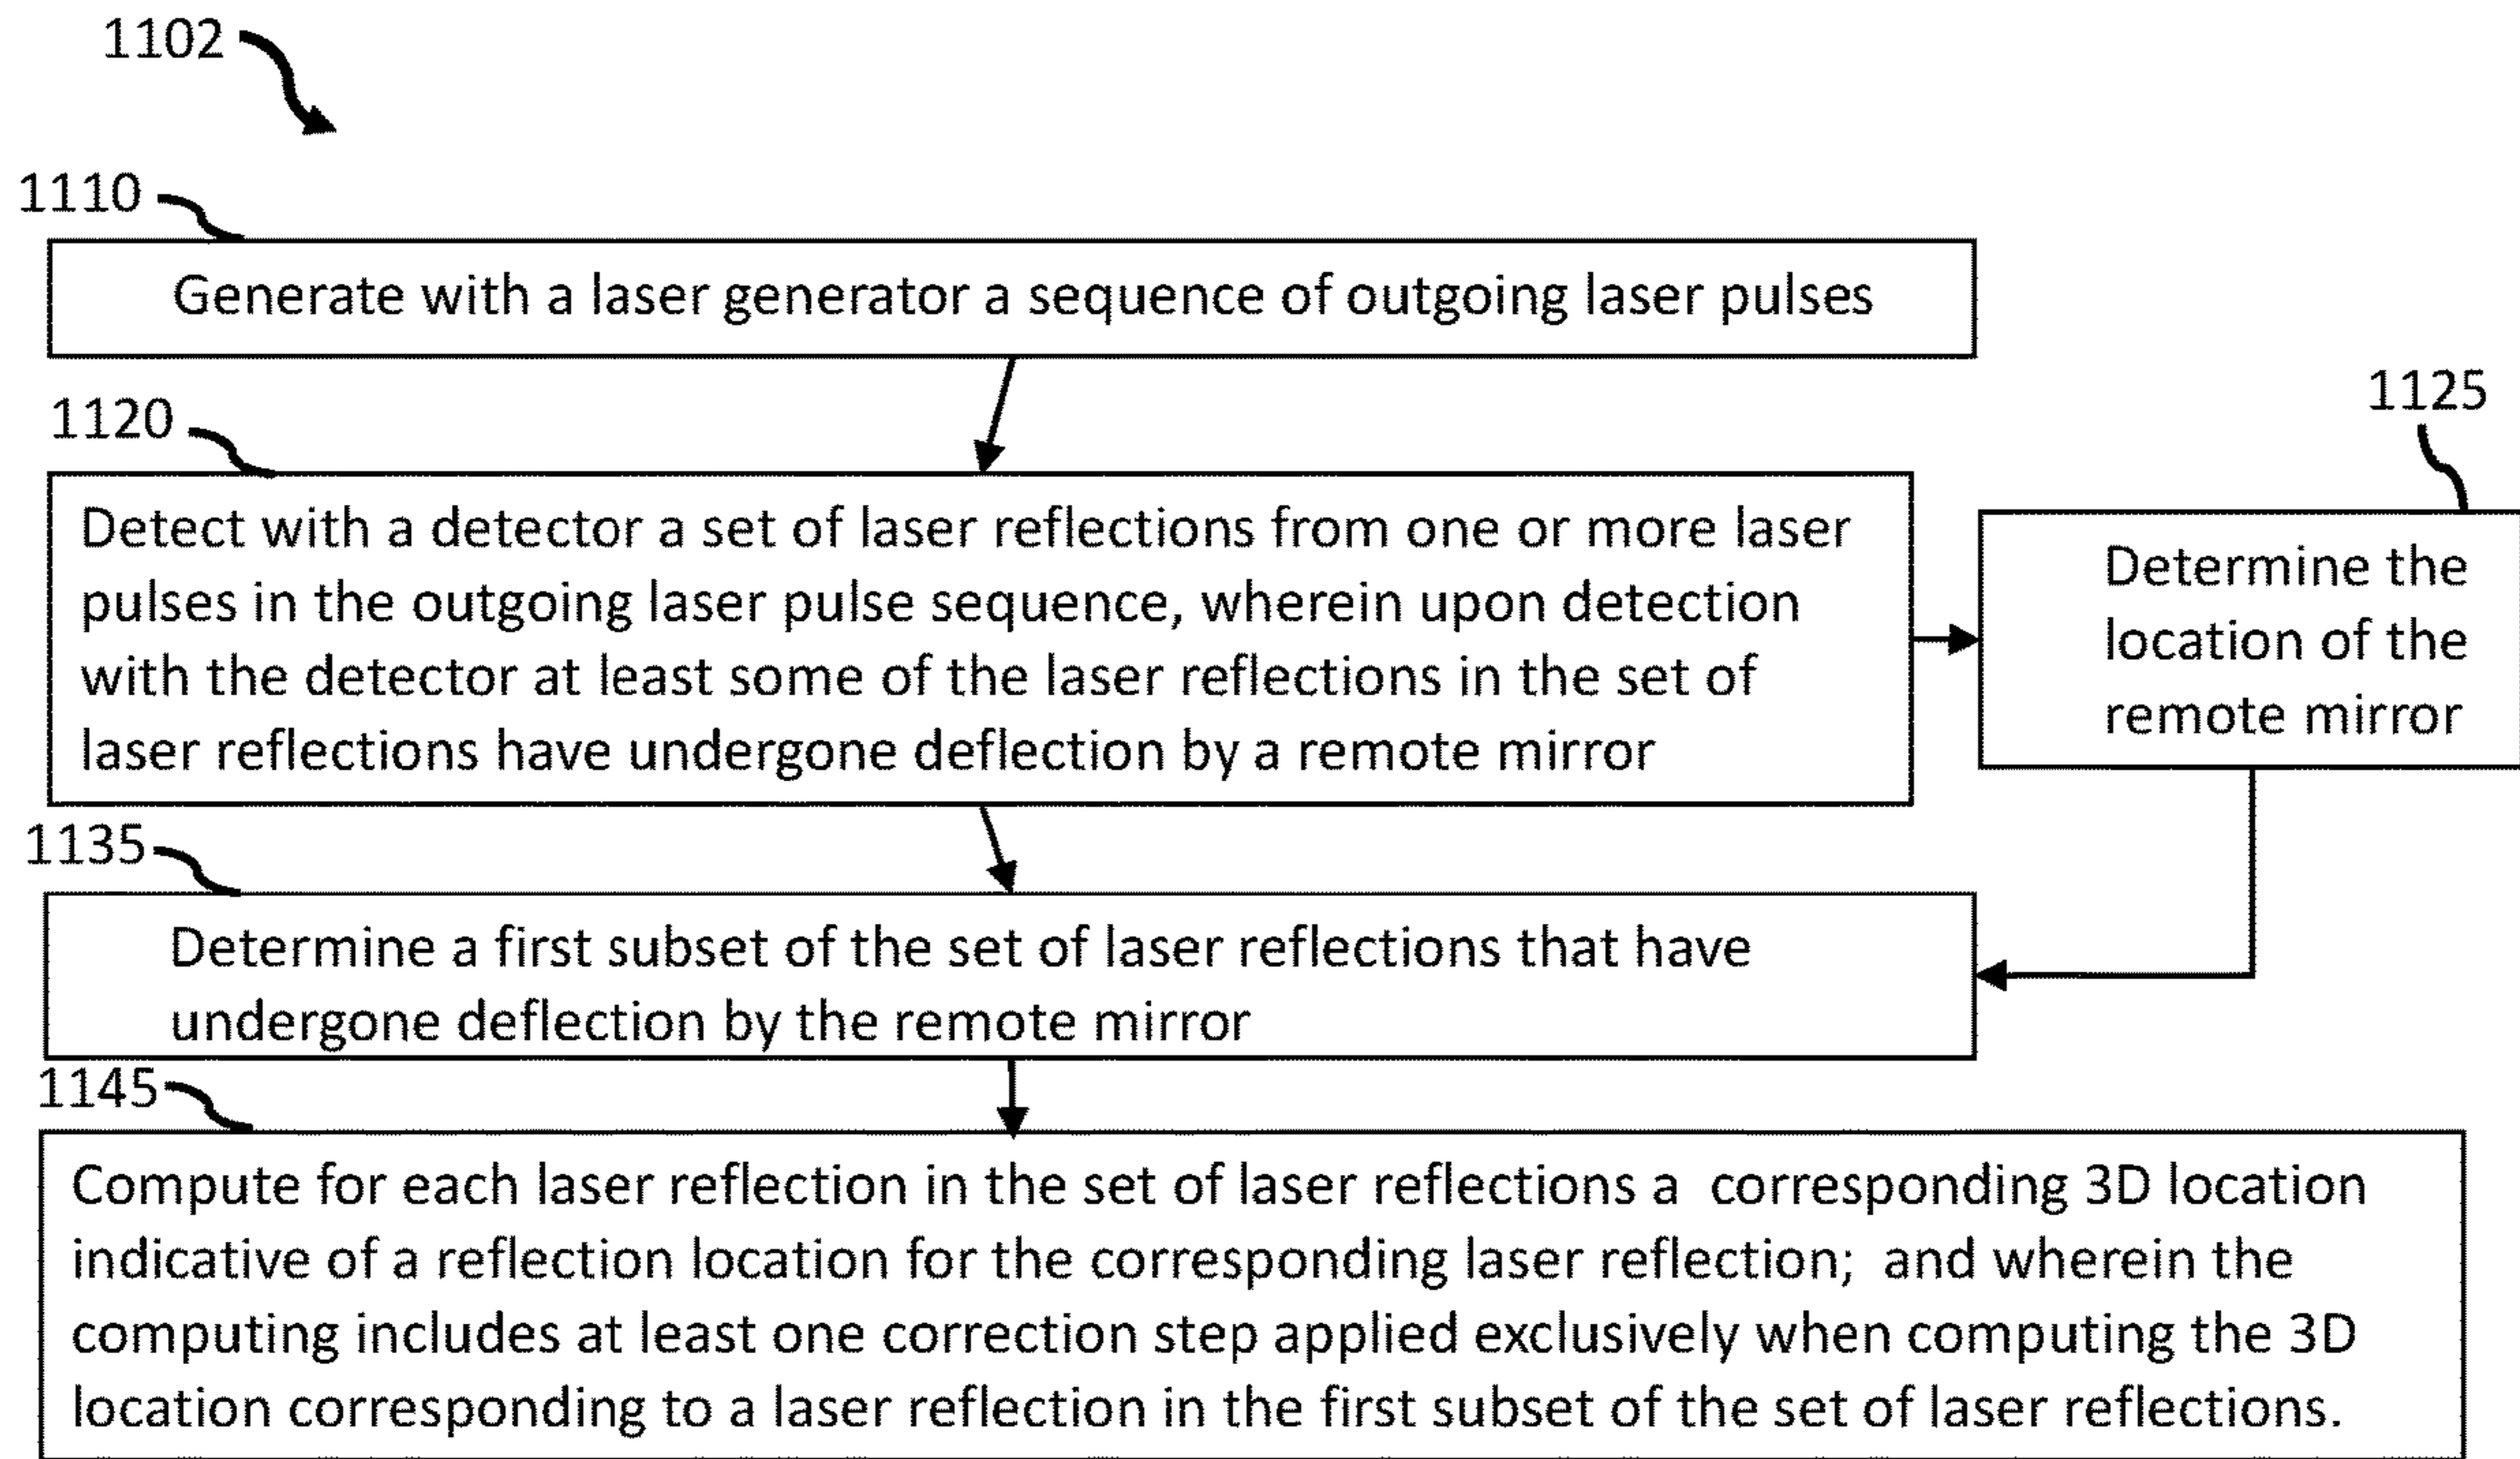 1102
1110
Generate with a laser generator a sequence of outgoing laser pulses
1120
1125
Detect with a detector a set of laser reflections from one or more laser
pulses in the outgoing laser pulse sequence, wherein upon detection
with the detector at least some of the laser reflections in the set of
laser reflections have undergone deflection by a remote mirror
Determine the
location of the
remote mirror
1135
Determine a first subset of the set of laser reflections that have
undergone deflection by the remote mirror
1145
Compute for each laser reflection in the set of laser reflections a  corresponding 3D location
indicative of a reflection location for the corresponding laser reflection;  and wherein the
computing includes at least one correction step applied exclusively when computing the 3D
location corresponding to a laser reflection in the first subset of the set of laser reflections.